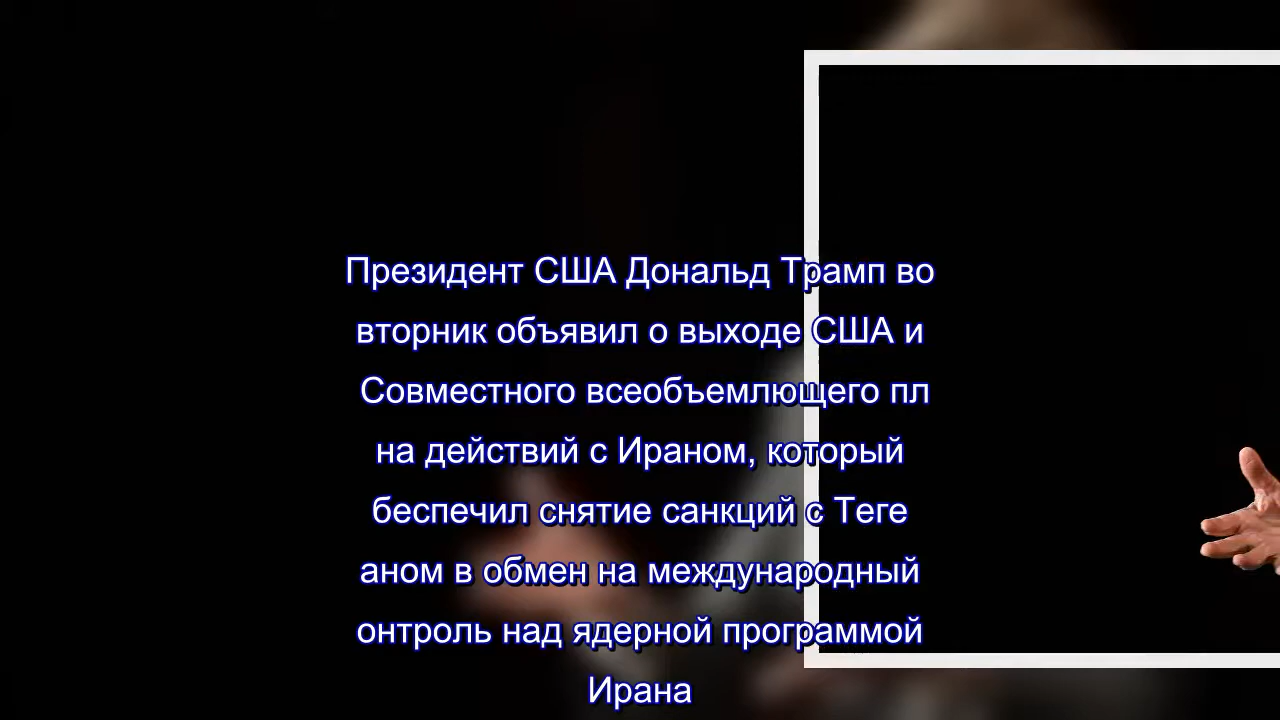 Президент США Дональд Трамп во
вторник объявил о выходе США и
Совместного всеобъемлющего пл
на действий с Ираном, который
беспечил снятие санкций с Теге
аном в обмен на международный
онтроль над ядерной программой
Ирана